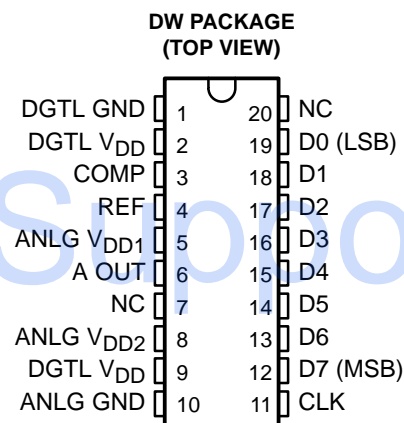 DW PACKAGE
(TOP VIEW)
DGTL GND 1 20 NC
DGTL VDD 2 19 D0 (LSB)
COMP 3 18 D1
REF 4 17 D2
ANLG VDD1 5 16 D3
A OUT 6 15 D4
NC 7 14 D5
ANLG VDD2 8 13 D6
DGTL VDD 9 12 D7 (MSB)
ANLG GND 10 11 CLK
Suppo